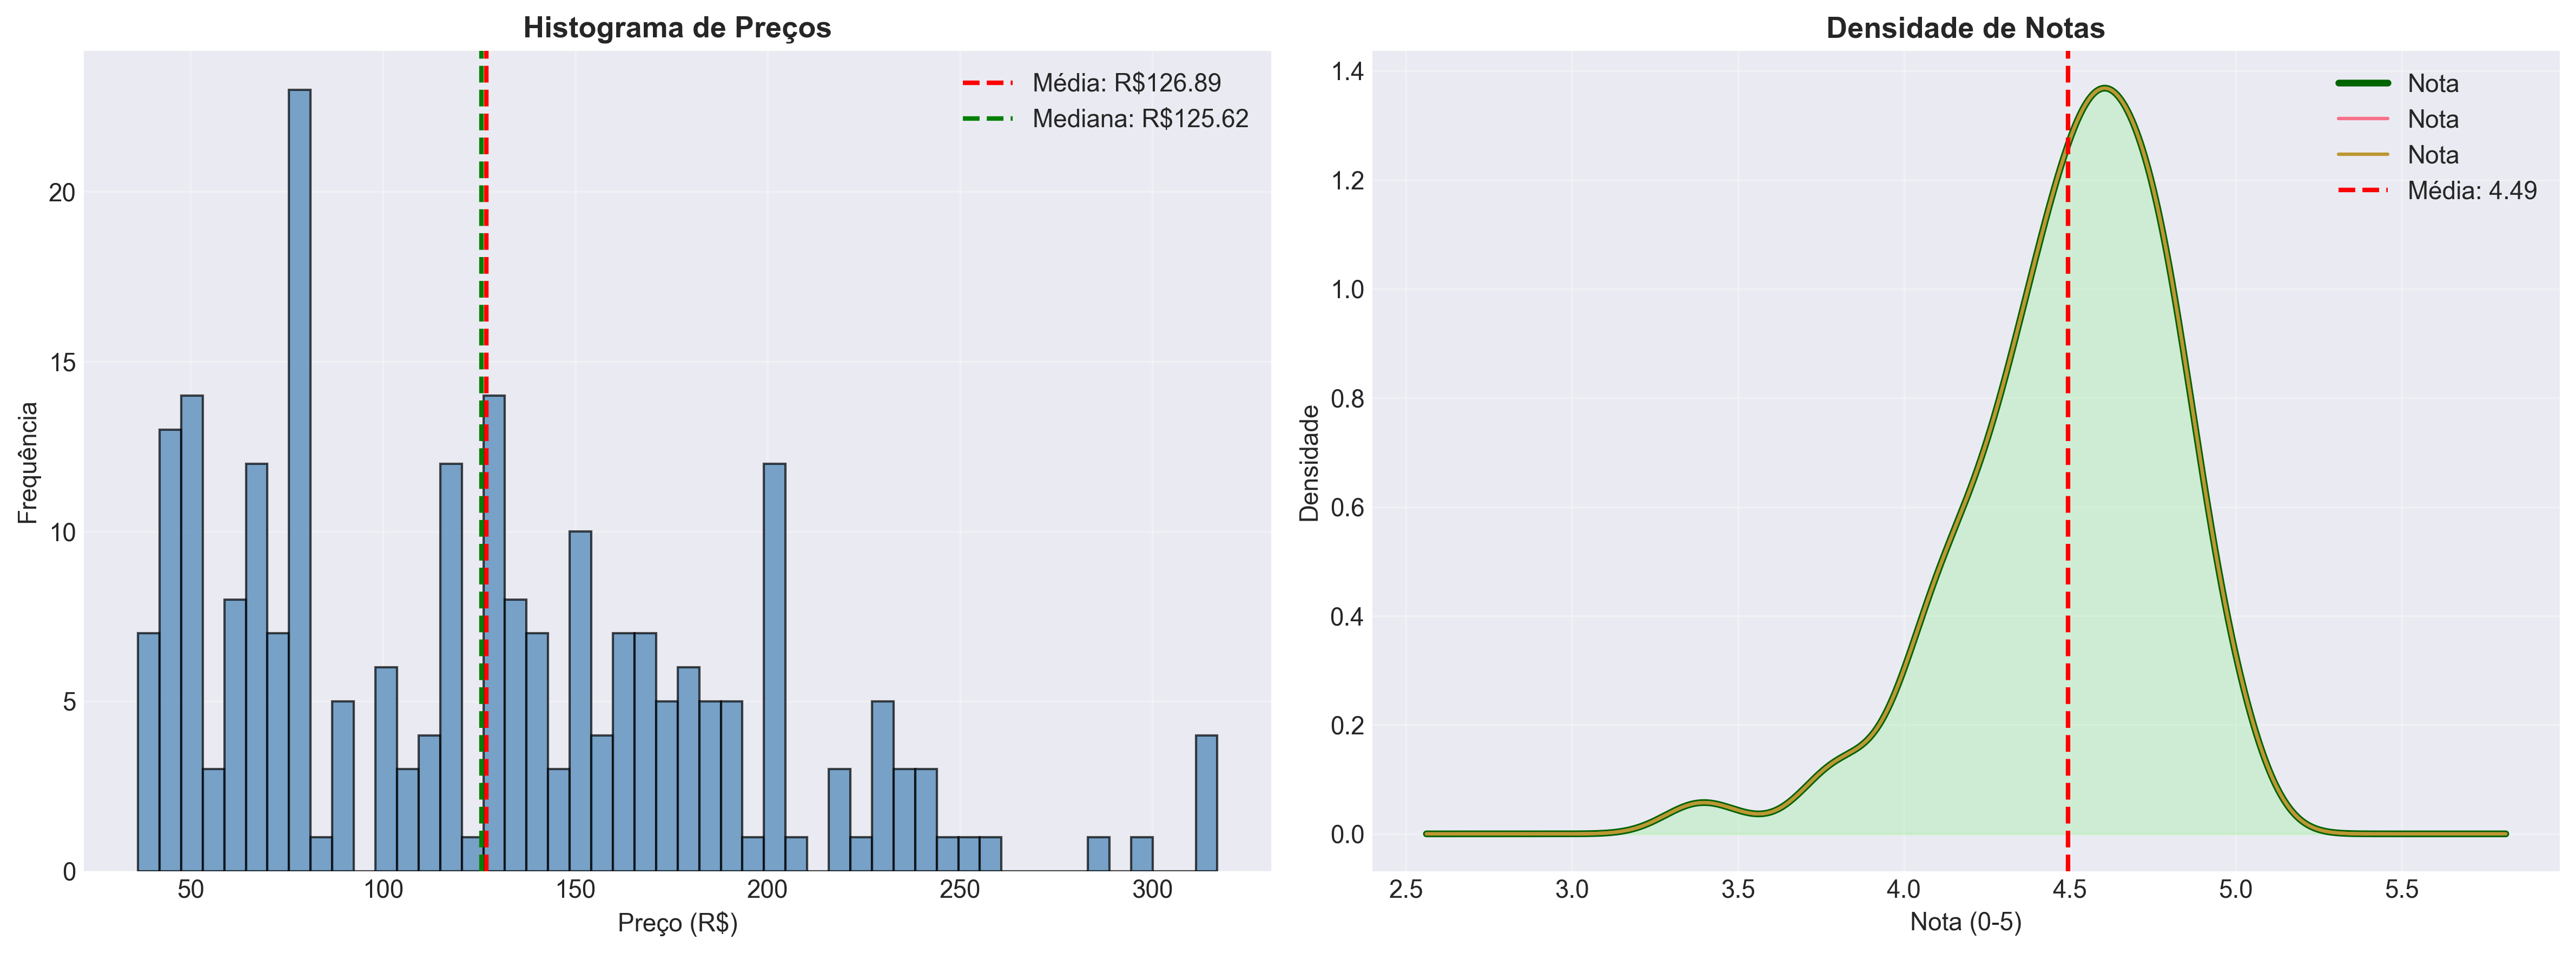 Histograma de Preços
Média: R$126.89
Mediana: R$125.62
Frequência
20
15
10
5
0
50 100 150 200 250 300
Preço (R$)
Densidade de Notas
Nota
Nota
Nota
Média: 4.49
Densidade
1.4
1.2
1.0
0.8
0.6
0.4
0.2
0.0
2.5 3.0 3.5 4.0 4.5 5.0 5.5
Nota (0-5)